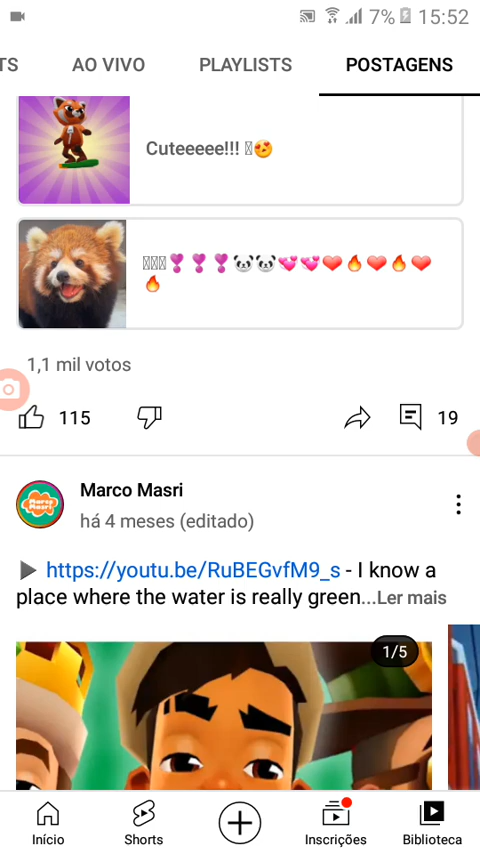 7% 15:52
TS AO VIVO PLAYLISTS POSTAGENS
Cuteeeee!!! 😍
❣❣❣🐼🐼💞💞❤🔥❤🔥❤
🔥
1,1 mil votos
115 19
Marco Masri
Marco Masri
há 4 meses (editado)
▶ https://youtu.be/RuBEGvfM9_s - I know a
place where the water is really green...Ler mais
1/5
Início Shorts Inscrições Biblioteca